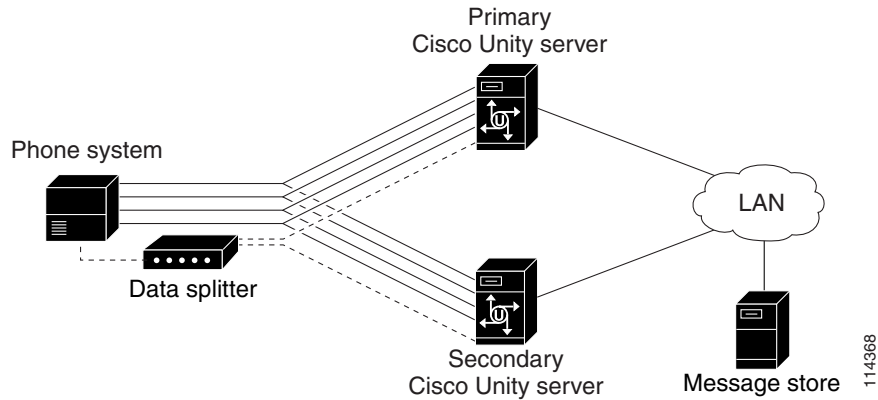 Primary
Cisco Unity server
Phone system
LAN
Data splitter
U
U
Secondary
Cisco Unity server
Message store
114368